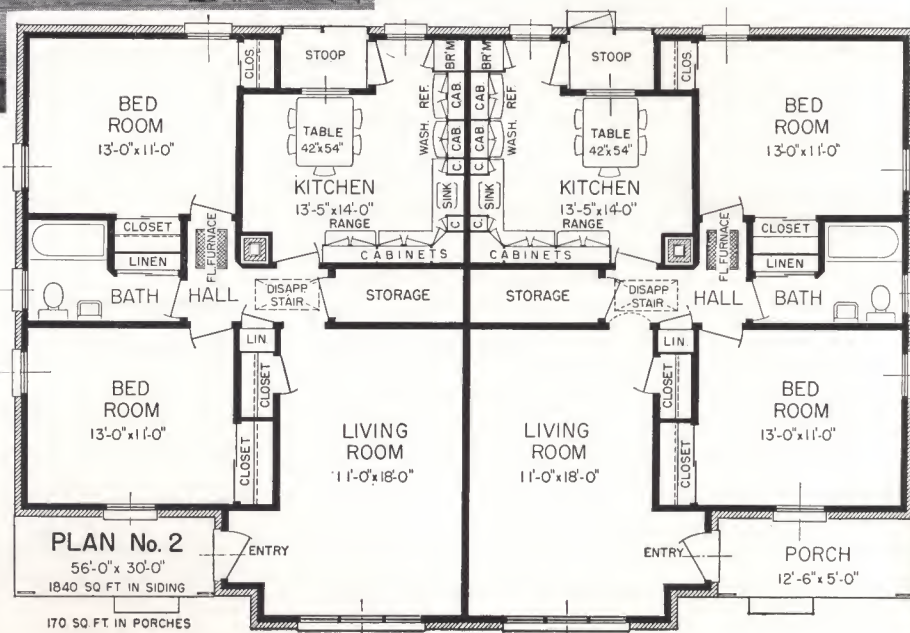 BED
ROOM
13'-0"x11'-0"
CLOS.
STOOP
BR'M
CAB.
REF.
CAB.
WASH.
C.
SINK
C
TABLE
42"x54"
KITCHEN
13'-5"x14'-0"
RANGE
CABINETS
CLOSET
LINEN
FL. FURNACE
BATH
HALL
DISAPP
STAIR
STORAGE
BED
ROOM
13'-0"x11'-0"
LIN.
CLOSET
CLOSET
LIVING
ROOM
11'-0"x18'-0"
ENTRY
PLAN No. 2
56'-0"x 30'-0"
1840 SQ FT IN SIDING
170 SQ.FT. IN PORCHES
BR'M
CAB.
REF.
CAB.
WASH.
C.
SINK
C
STOOP
CLOS.
TABLE
42"x54"
KITCHEN
13'-5"x14'-0"
RANGE
CABINETS
BED
ROOM
13'-0"x11'-0"
FL. FURNACE
CLOSET
LINEN
STORAGE
DISAPP
STAIR
HALL
BATH
LIN.
CLOSET
CLOSET
BED
ROOM
13'-0"x11'-0"
LIVING
ROOM
11'-0"x18'-0"
ENTRY
PORCH
12'-6"x 5'-0"